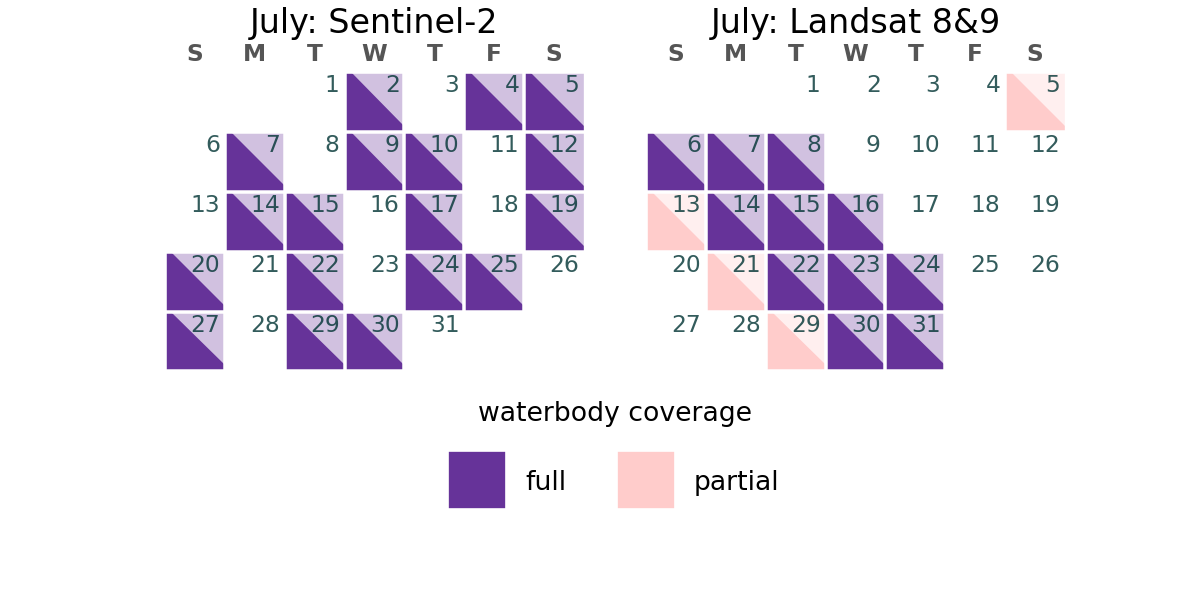 July: Sentinel-2
S M T W T F S
1 2 3 4 5
6 7 8 9 10 11 12
13 14 15 16 17 18 19
20 21 22 23 24 25 26
27 28 29 30 31
July: Landsat 8&9
S M T W T F S
1 2 3 4 5
6 7 8 9 10 11 12
13 14 15 16 17 18 19
20 21 22 23 24 25 26
27 28 29 30 31
waterbody coverage
full partial